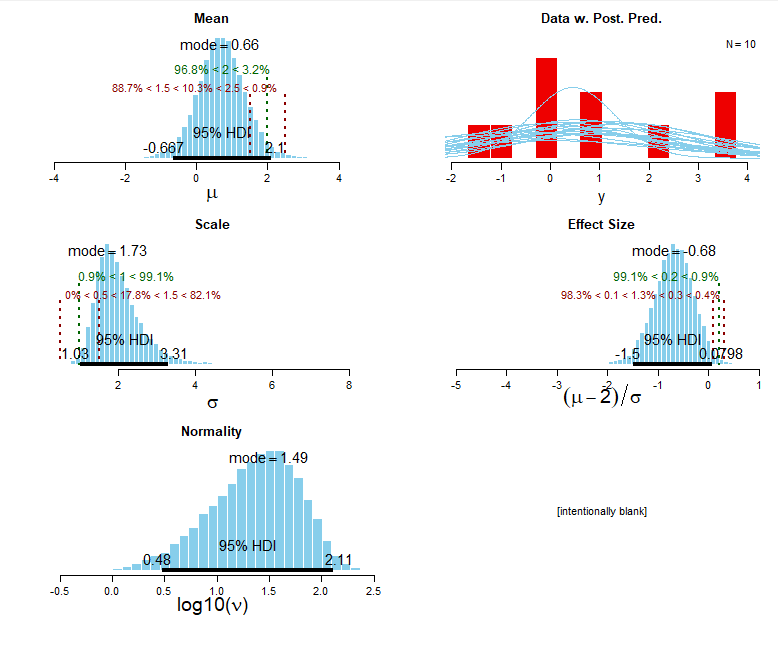 Mean
mode = 0.66
96.8% < 2 < 3.2%
88.7% < 1.5 < 10.3% < 2.5 < 0.9%
95% HDI
-0.667 2.1
-4 -2 0 2 4
μ
Data w. Post. Pred.
N = 10
-2 -1 0 1 2 3 4
y
Scale
mode = 1.73
0.9% < 1 < 99.1%
0% < 0.5 < 17.8% < 1.5 < 82.1%
95% HDI
1.03 3.31
2 4 6 8
σ
Effect Size
mode = -0.68
99.1% < 0.2 < 0.9%
98.3% < 0.1 < 1.3% < 0.3 < 0.4%
95% HDI
-1.5 0.0798
-5 -4 -3 -2 -1 0 1
(μ − 2)/σ
Normality
mode = 1.49
95% HDI
0.48 2.11
-0.5 0.0 0.5 1.0 1.5 2.0 2.5
log10(ν)
[intentionally blank]